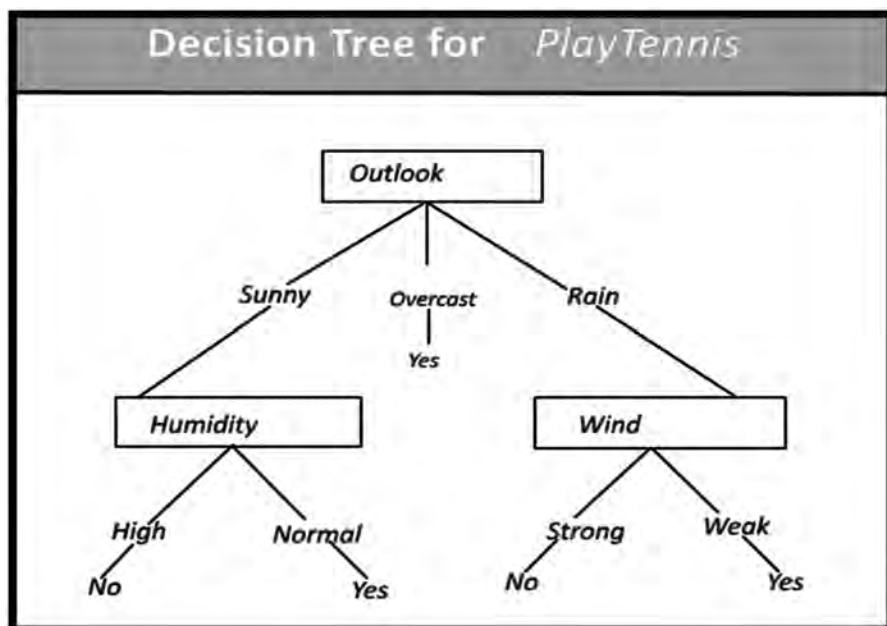 Decision Tree for PlayTennis
Outlook
Sunny Overcast Rain
Yes
Humidity Wind
High Normal Strong Weak
No Yes No Yes